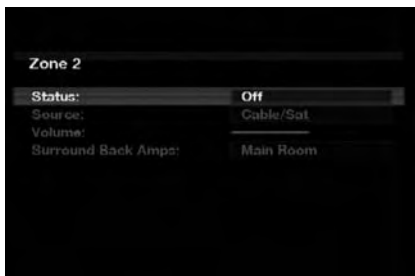 Zone 2
Status: Off
Source: Cable/Sat
Volume:
Surround Back Amps: Main Room